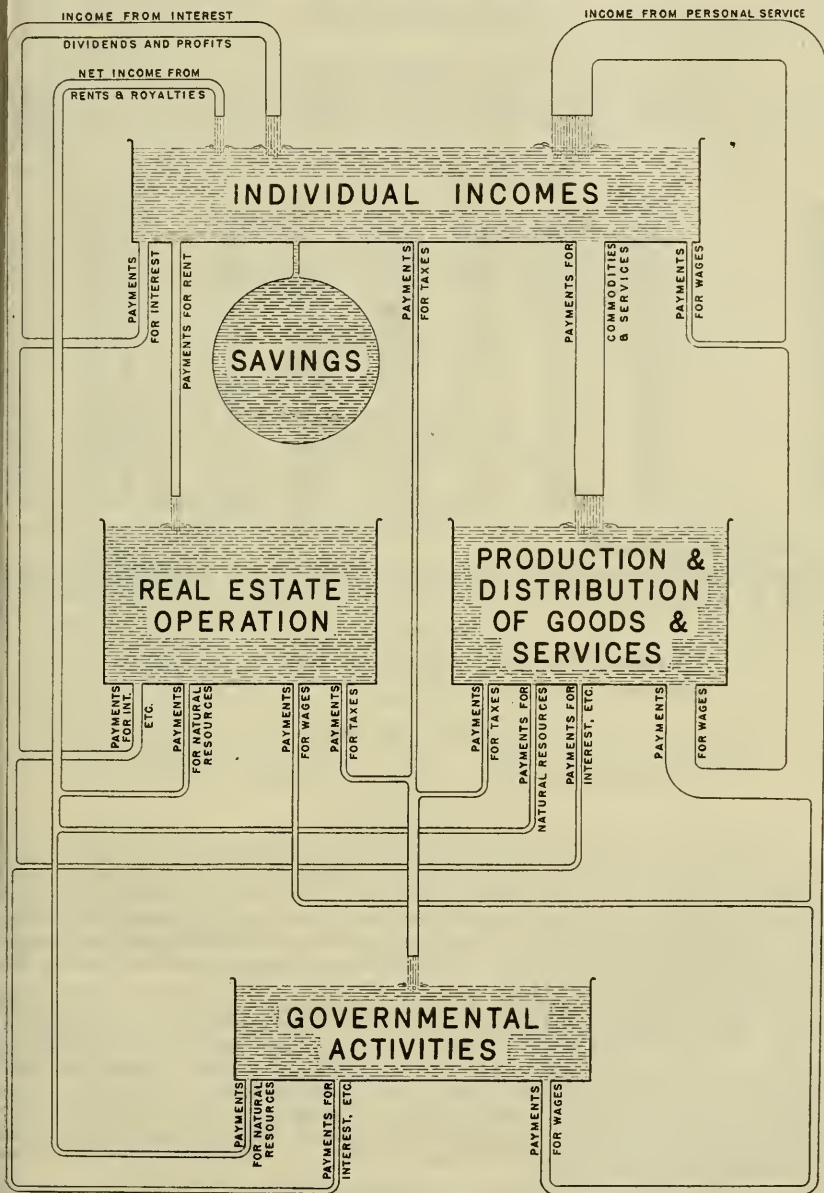 INCOME FROM INTEREST
DIVIDENDS AND PROFITS
NET INCOME FROM
RENTS & ROYALTIES
INCOME FROM PERSONAL SERVICE
INDIVIDUAL INCOMES
PAYMENTS
FOR INTEREST
PAYMENTS FOR RENT
SAVINGS
PAYMENTS
FOR TAXES
PAYMENTS FOR
COMMODITIES
& SERVICES
PAYMENTS
FOR WAGES
REAL ESTATE
OPERATION
PRODUCTION &
DISTRIBUTION
OF GOODS &
SERVICES
PAYMENTS
FOR INT.
ETC.
PAYMENTS
FOR NATURAL
RESOURCES
PAYMENTS
FOR WAGES
PAYMENTS
FOR TAXES
PAYMENTS
FOR TAXES
PAYMENTS FOR
NATURAL RESOURCES
PAYMENTS FOR
INTEREST, ETC.
PAYMENTS
FOR WAGES
GOVERNMENTAL
ACTIVITIES
PAYMENTS
FOR NATURAL
RESOURCES
PAYMENTS FOR
INTEREST, ETC.
PAYMENTS
FOR WAGES